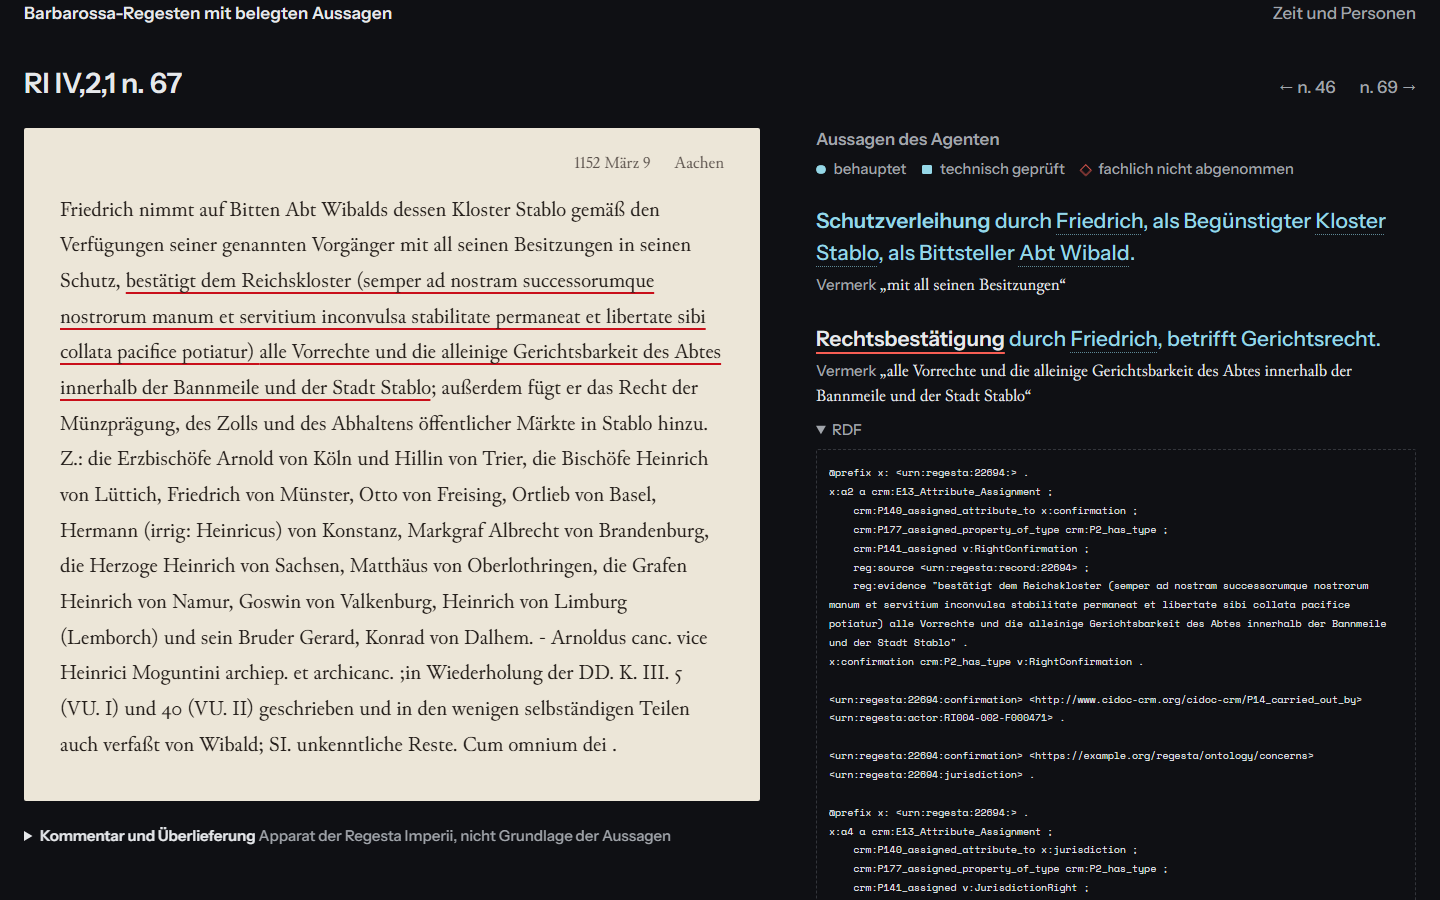 Barbarossa-Regesten mit belegten Aussagen
Zeit und Personen
RI IV,2,1 n. 67
← n. 46 n. 69 →
1152 März 9 Aachen
Friedrich nimmt auf Bitten Abt Wibalds dessen Kloster Stablo gemäß den
Verfügungen seiner genannten Vorgänger mit all seinen Besitzungen in seinen
Schutz, bestätigt dem Reichskloster (semper ad nostram successorumque
nostrorum manum et servitium inconvulsa stabilitate permaneat et libertate sibi
collata pacifice potiatur) alle Vorrechte und die alleinige Gerichtsbarkeit des Abtes
innerhalb der Bannmeile und der Stadt Stablo; außerdem fügt er das Recht der
Münzprägung, des Zolls und des Abhaltens öffentlicher Märkte in Stablo hinzu.
Z.: die Erzbischöfe Arnold von Köln und Hillin von Trier, die Bischöfe Heinrich
von Lüttich, Friedrich von Münster, Otto von Freising, Ortlieb von Basel,
Hermann (irrig: Heinricus) von Konstanz, Markgraf Albrecht von Brandenburg,
die Herzoge Heinrich von Sachsen, Matthäus von Oberlothringen, die Grafen
Heinrich von Namur, Goswin von Valkenburg, Heinrich von Limburg
(Lemborch) und sein Bruder Gerard, Konrad von Dalhem. - Arnoldus canc. vice
Heinrici Moguntini archiep. et archicanc. ;in Wiederholung der DD. K. III. 5
(VU. I) und 40 (VU. II) geschrieben und in den wenigen selbständigen Teilen
auch verfaßt von Wibald; SI. unkenntliche Reste. Cum omnium dei .
▶ Kommentar und Überlieferung Apparat der Regesta Imperii, nicht Grundlage der Aussagen
Aussagen des Agenten
behauptet technisch geprüft fachlich nicht abgenommen
Schutzverleihung durch Friedrich, als Begünstigter Kloster
Stablo, als Bittsteller Abt Wibald.
Vermerk „mit all seinen Besitzungen“
Rechtsbestätigung durch Friedrich, betrifft Gerichtsrecht.
Vermerk „alle Vorrechte und die alleinige Gerichtsbarkeit des Abtes innerhalb der
Bannmeile und der Stadt Stablo“
▼ RDF
@prefix x: <urn:regesta:22694:> .
x:a2 a crm:E13_Attribute_Assignment ;
crm:P140_assigned_attribute_to x:confirmation ;
crm:P177_assigned_property_of_type crm:P2_has_type ;
crm:P141_assigned v:RightConfirmation ;
reg:source <urn:regesta:record:22694> ;
reg:evidence "bestätigt dem Reichskloster (semper ad nostram successorumque nostrorum
manum et servitium inconvulsa stabilitate permaneat et libertate sibi collata pacifice
potiatur) alle Vorrechte und die alleinige Gerichtsbarkeit des Abtes innerhalb der Bannmeile
und der Stadt Stablo" .
x:confirmation crm:P2_has_type v:RightConfirmation .
<urn:regesta:22694:confirmation> <http://www.cidoc-crm.org/cidoc-crm/P14_carried_out_by>
<urn:regesta:actor:RI004-002-F000471> .
<urn:regesta:22694:confirmation> <https://example.org/regesta/ontology/concerns>
<urn:regesta:22694:jurisdiction> .
@prefix x: <urn:regesta:22694:> .
x:a4 a crm:E13_Attribute_Assignment ;
crm:P140_assigned_attribute_to x:jurisdiction ;
crm:P177_assigned_property_of_type crm:P2_has_type ;
crm:P141_assigned v:JurisdictionRight ;